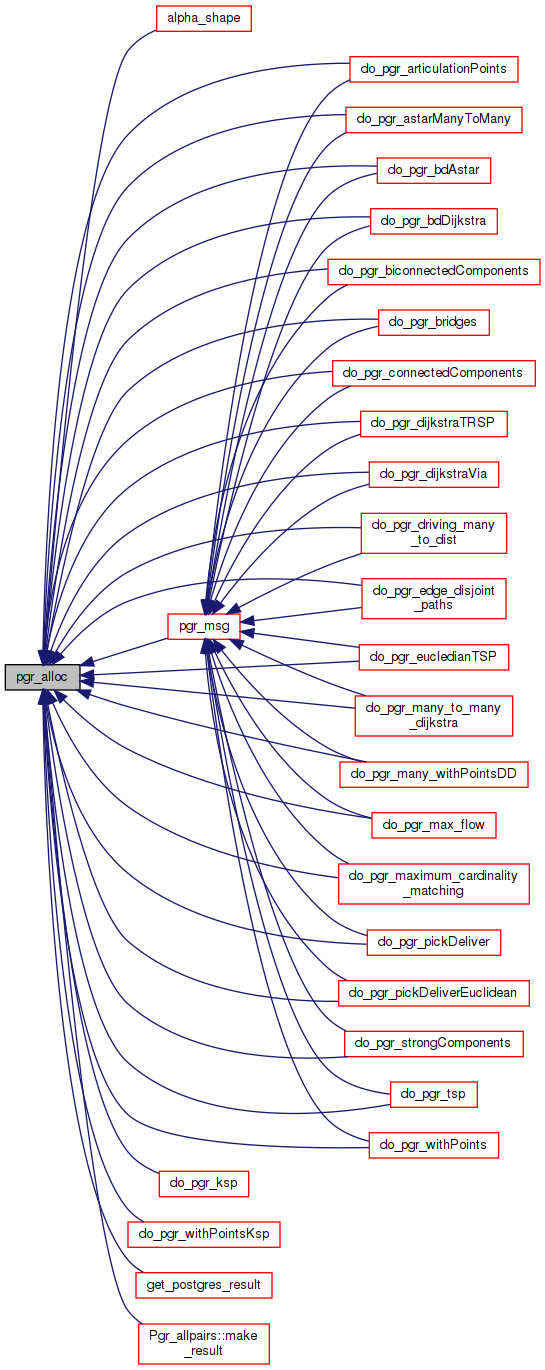 alpha_shape
do_pgr_articulationPoints
do_pgr_astarManyToMany
do_pgr_bdAstar
do_pgr_bdDijkstra
do_pgr_biconnectedComponents
do_pgr_bridges
do_pgr_connectedComponents
do_pgr_dijkstraTRSP
do_pgr_dijkstraVia
do_pgr_driving_many
_to_dist
do_pgr_edge_disjoint
_paths
pgr_msg
do_pgr_eucledianTSP
pgr_alloc
do_pgr_many_to_many
_dijkstra
do_pgr_many_withPointsDD
do_pgr_max_flow
do_pgr_maximum_cardinality
_matching
do_pgr_pickDeliver
do_pgr_pickDeliverEuclidean
do_pgr_strongComponents
do_pgr_tsp
do_pgr_withPoints
do_pgr_ksp
do_pgr_withPointsKsp
get_postgres_result
Pgr_allpairs::make
_result